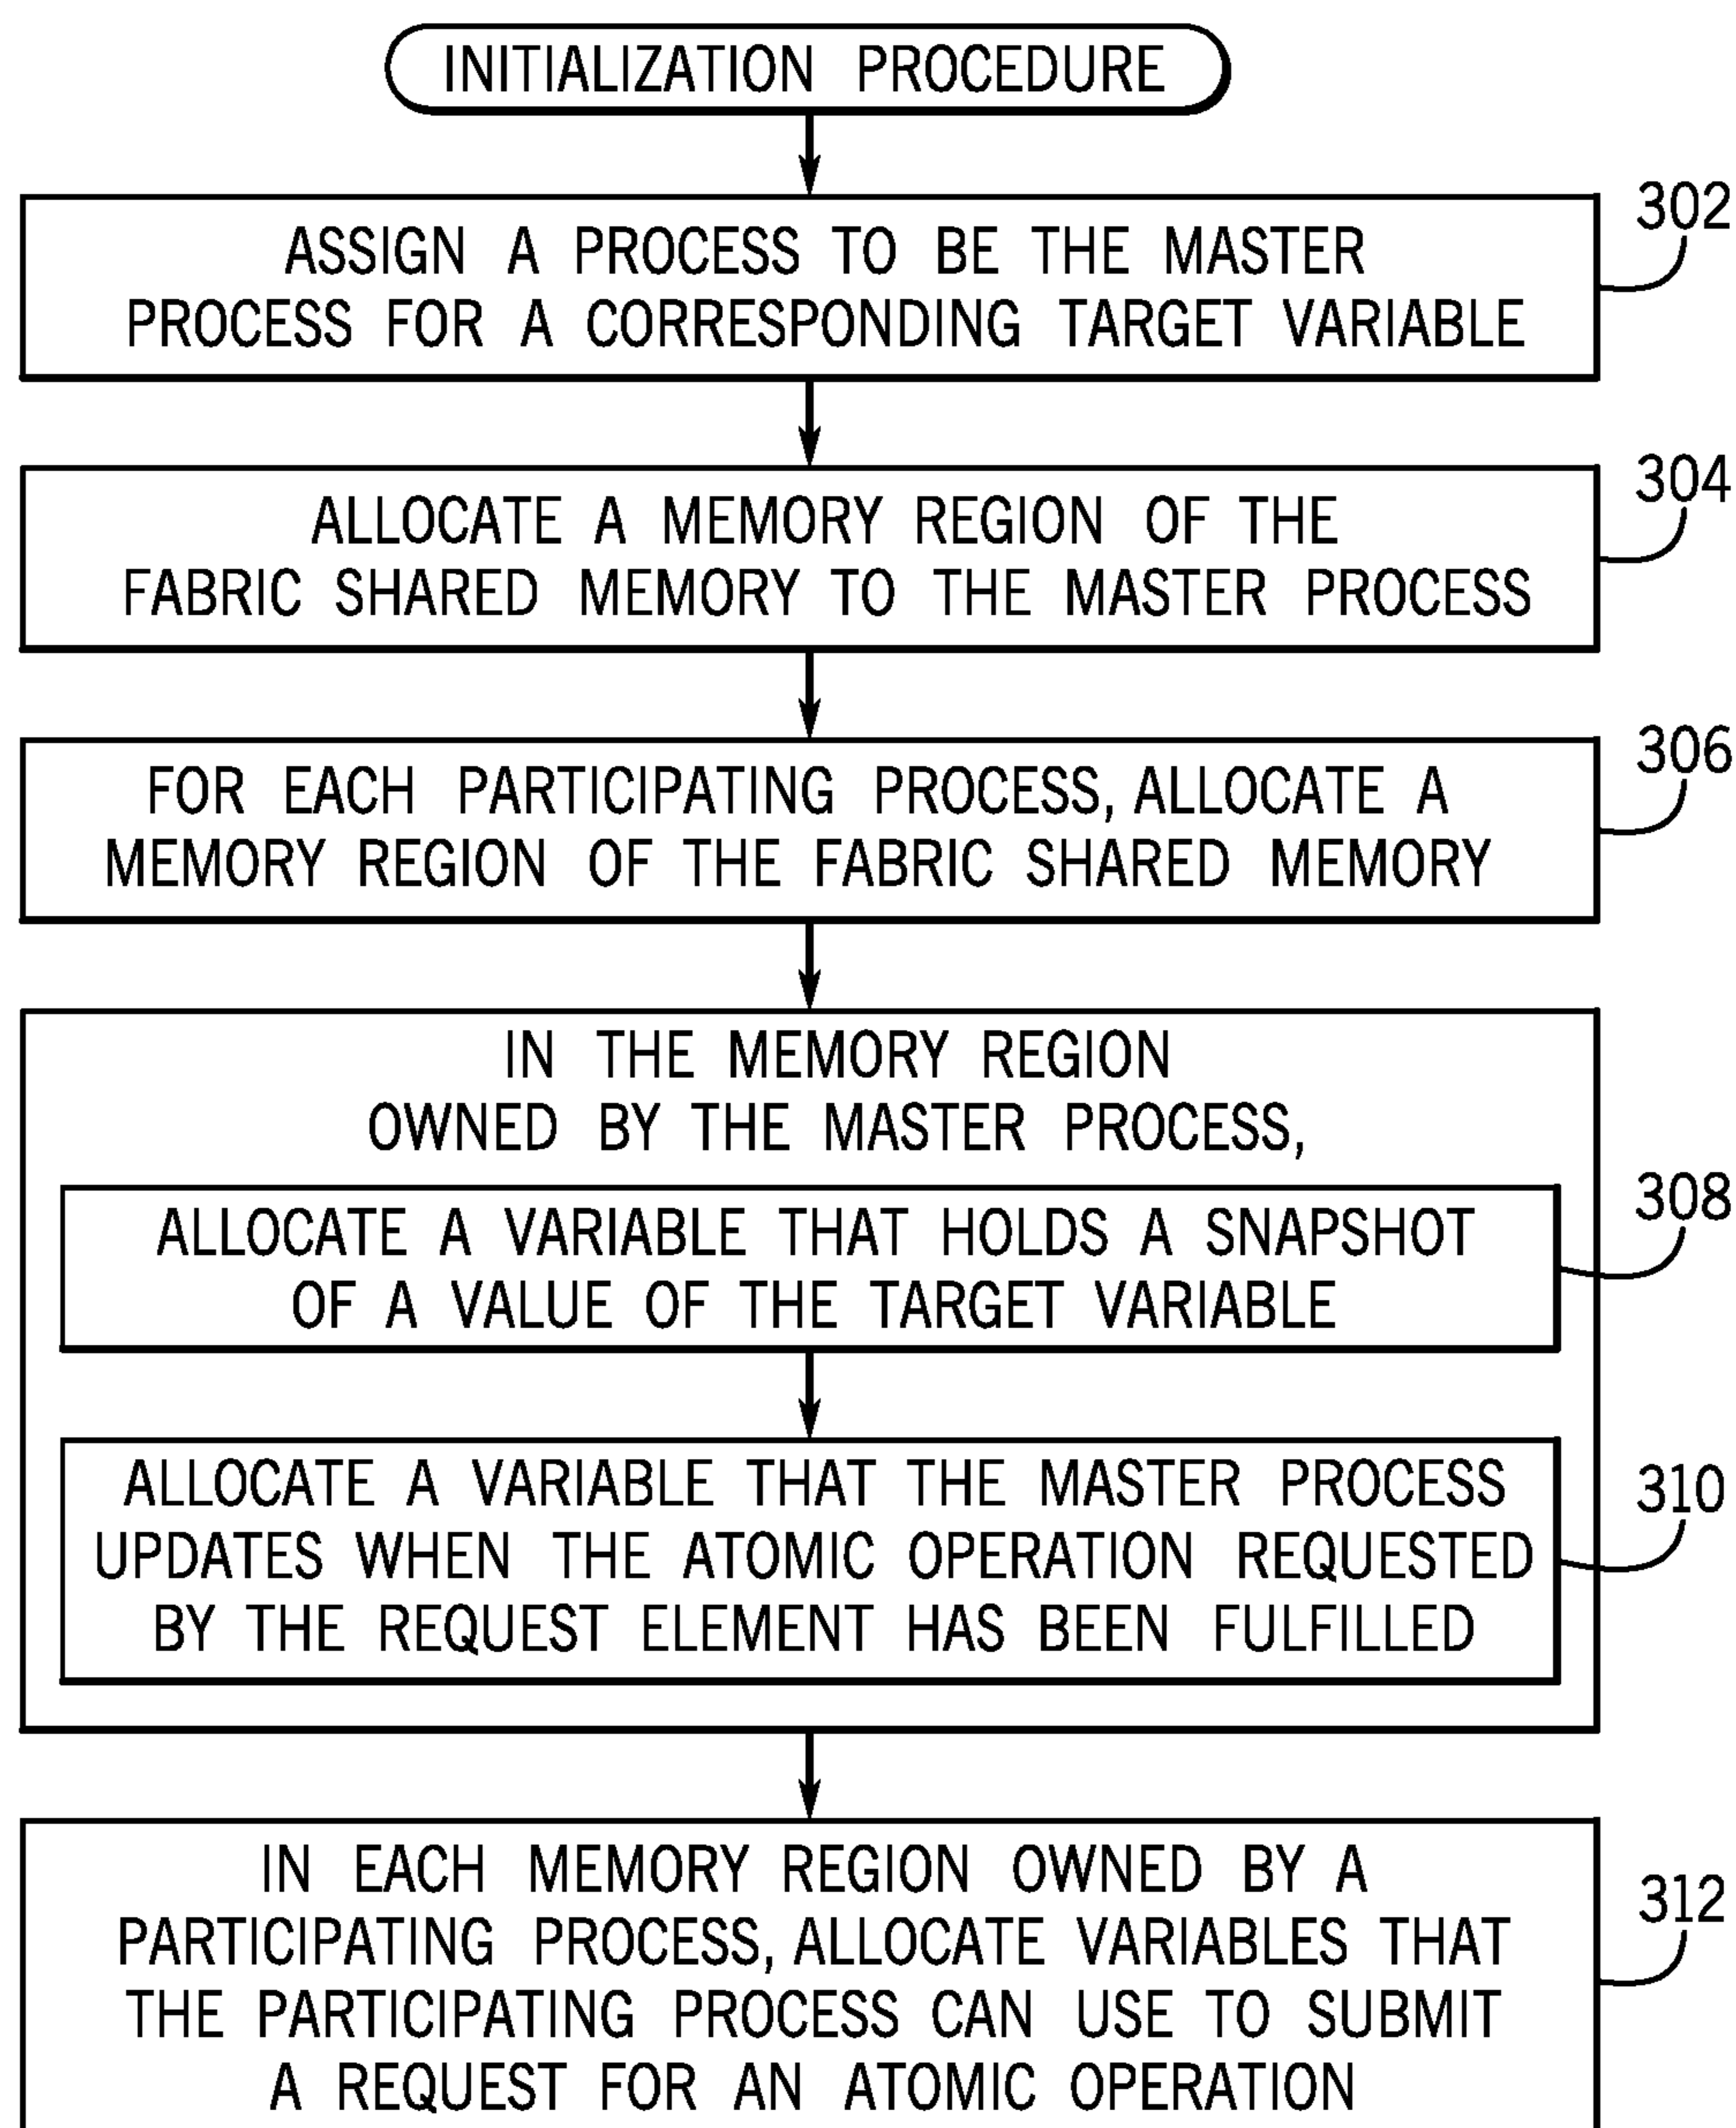 INITIALIZATION PROCEDURE
302
ASSIGN A PROCESS TO BE THE MASTER
PROCESS FOR A CORRESPONDING TARGET VARIABLE
304
ALLOCATE A MEMORY REGION OF THE
FABRIC SHARED MEMORY TO THE MASTER PROCESS
306
FOR EACH PARTICIPATING PROCESS, ALLOCATE A
MEMORY REGION OF THE FABRIC SHARED MEMORY
IN THE MEMORY REGION
OWNED BY THE MASTER PROCESS,
308
ALLOCATE A VARIABLE THAT HOLDS A SNAPSHOT
OF A VALUE OF THE TARGET VARIABLE
310
ALLOCATE A VARIABLE THAT THE MASTER PROCESS
UPDATES WHEN THE ATOMIC OPERATION REQUESTED
BY THE REQUEST ELEMENT HAS BEEN FULFILLED
312
IN EACH MEMORY REGION OWNED BY A
PARTICIPATING PROCESS, ALLOCATE VARIABLES THAT
THE PARTICIPATING PROCESS CAN USE TO SUBMIT
A REQUEST FOR AN ATOMIC OPERATION